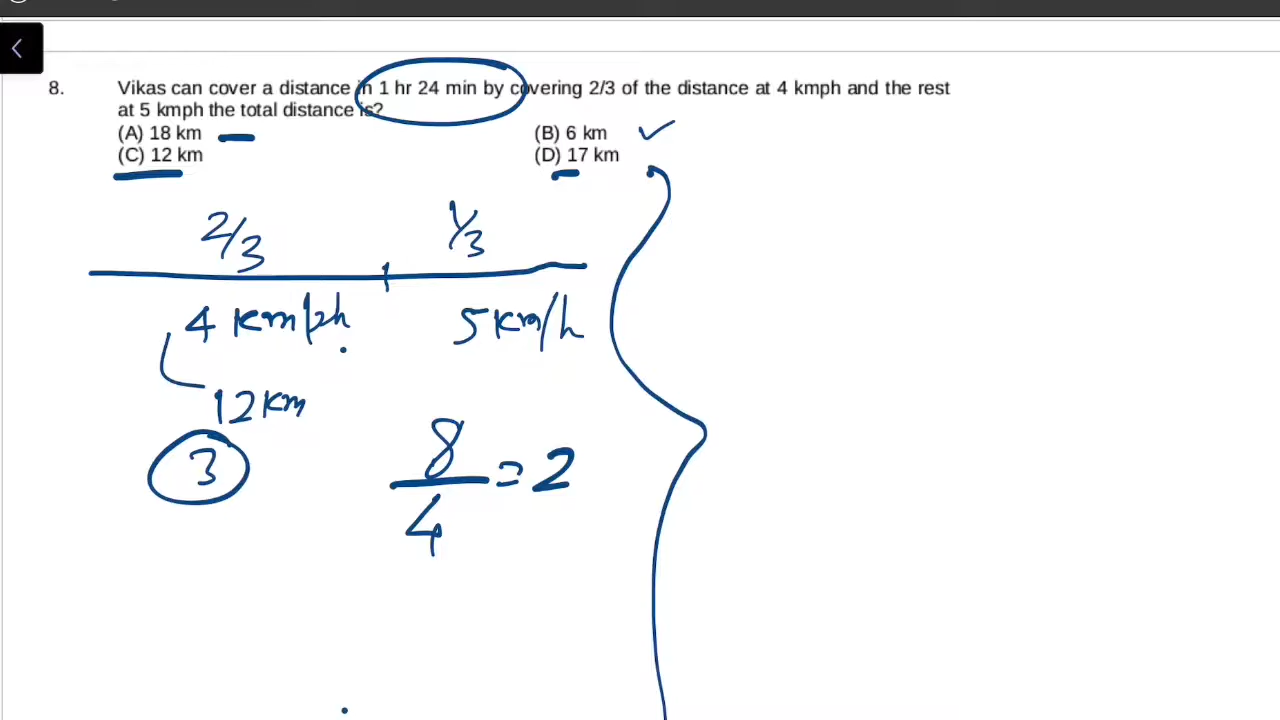 8. Vikas can cover a distance in 1 hr 24 min by covering 2/3 of the distance at 4 kmph and the rest
at 5 kmph the total distance is?
(A) 18 km (B) 6 km
(C) 12 km (D) 17 km
2/3 1/3
4 km/ph 5 km/h
12 km
3
8/4 = 2